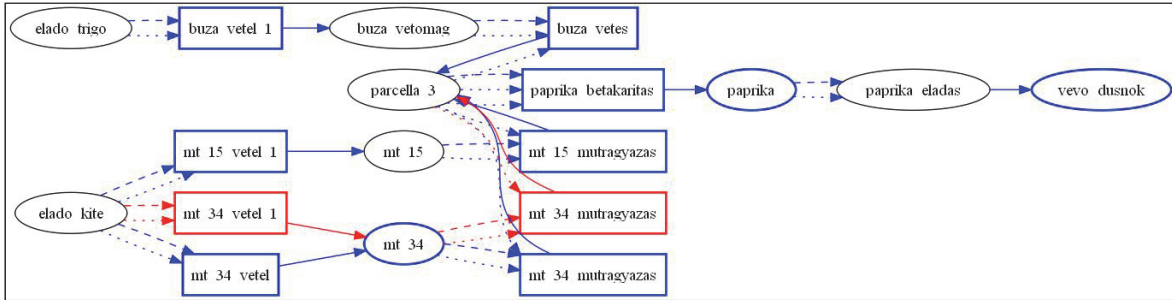 elado trigo
buza vetel 1
buza vetomag
buza vetes
parcella 3
paprika betakaritas
paprika
paprika eladas
vevo dusnok
mt 15 vetel 1
mt 15
mt 15 mutragyazas
elado kite
mt 34 vetel 1
mt 34 mutragyazas
mt 34
mt 34 vetel
mt 34 mutragyazas